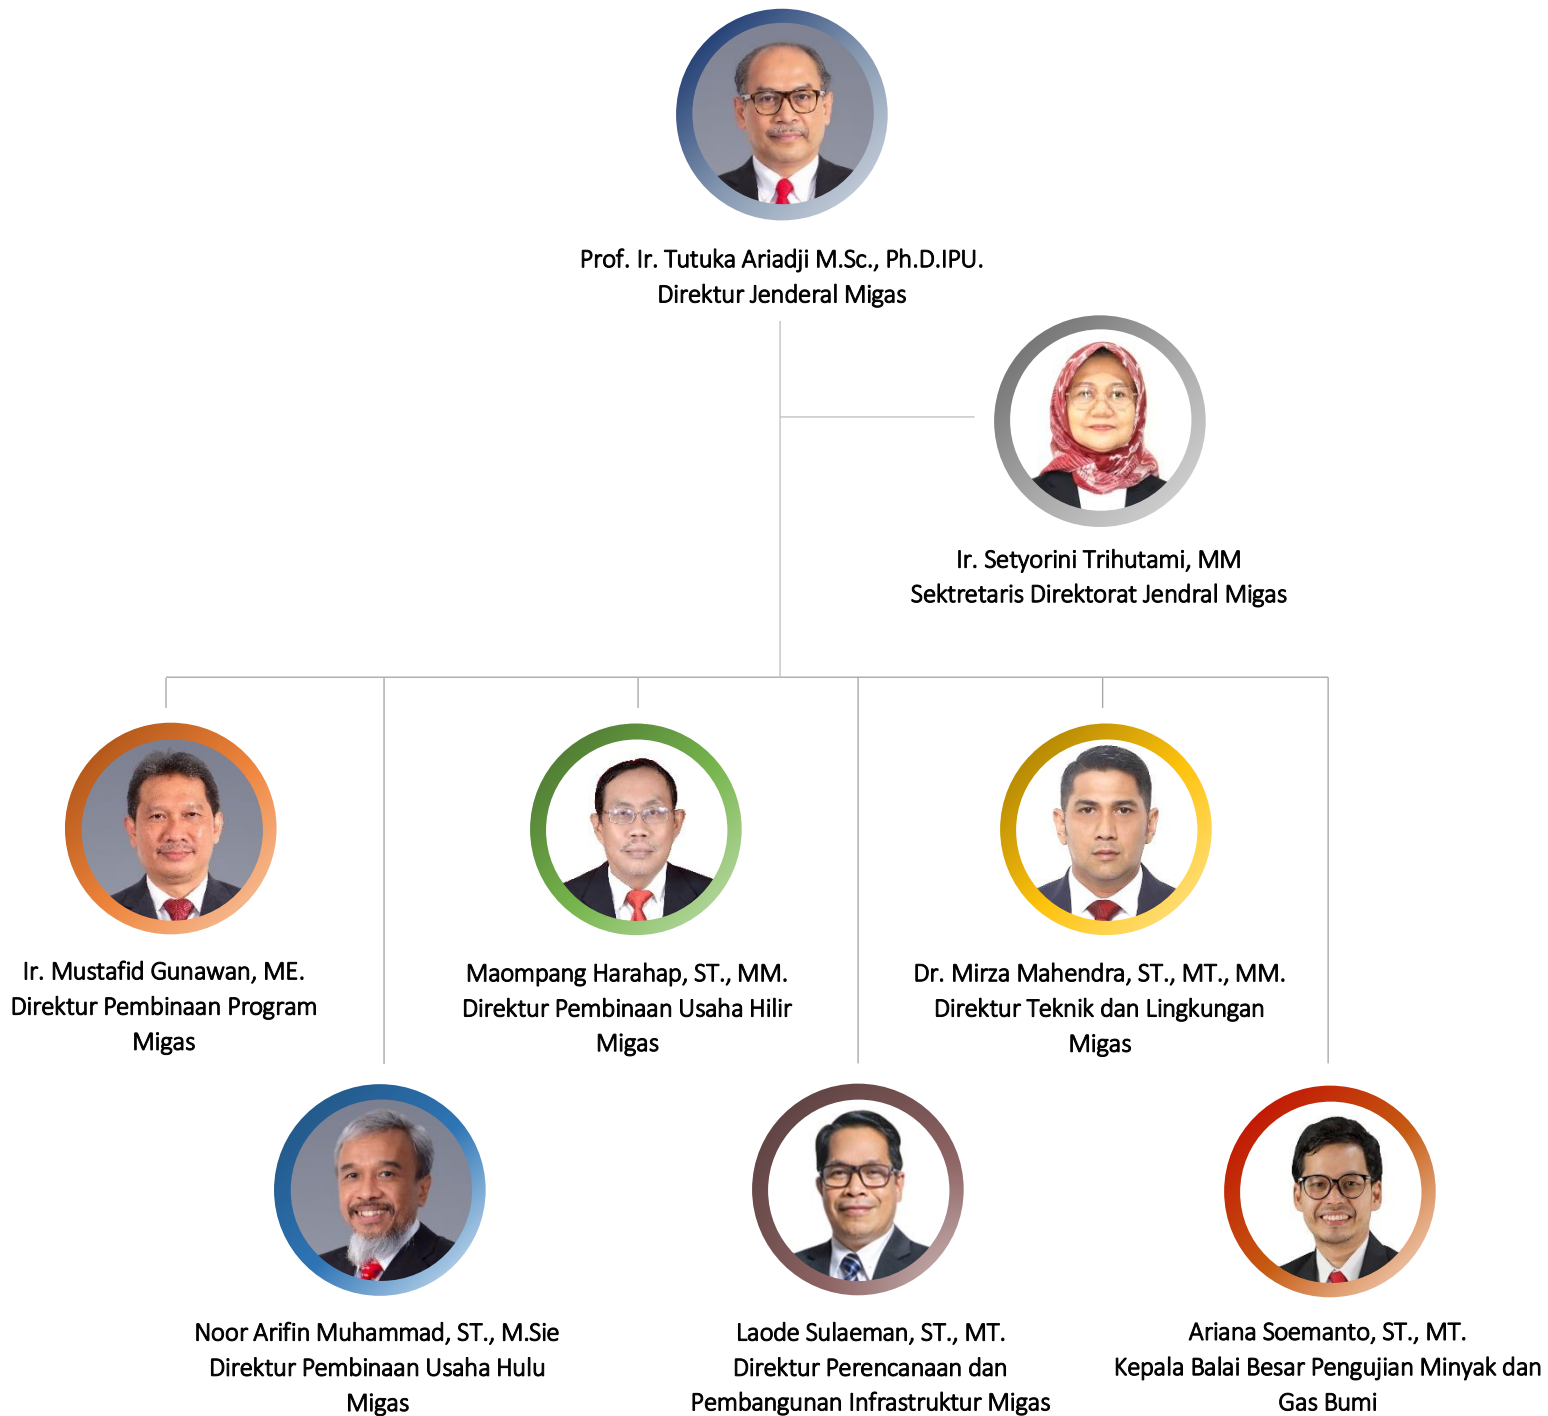 Prof. Ir. Tutuka Ariadji M.Sc., Ph.D.IPU.
Direktur Jenderal Migas
Ir. Setyorini Trihutami, MM
Sektretaris Direktorat Jendral Migas
Ir. Mustafid Gunawan, ME.
Direktur Pembinaan Program
Migas
Maompang Harahap, ST., MM.
Direktur Pembinaan Usaha Hilir
Migas
Dr. Mirza Mahendra, ST., MT., MM.
Direktur Teknik dan Lingkungan
Migas
Noor Arifin Muhammad, ST., M.Sie
Direktur Pembinaan Usaha Hulu
Migas
Laode Sulaeman, ST., MT.
Direktur Perencanaan dan
Pembangunan Infrastruktur Migas
Ariana Soemanto, ST., MT.
Kepala Balai Besar Pengujian Minyak dan
Gas Bumi